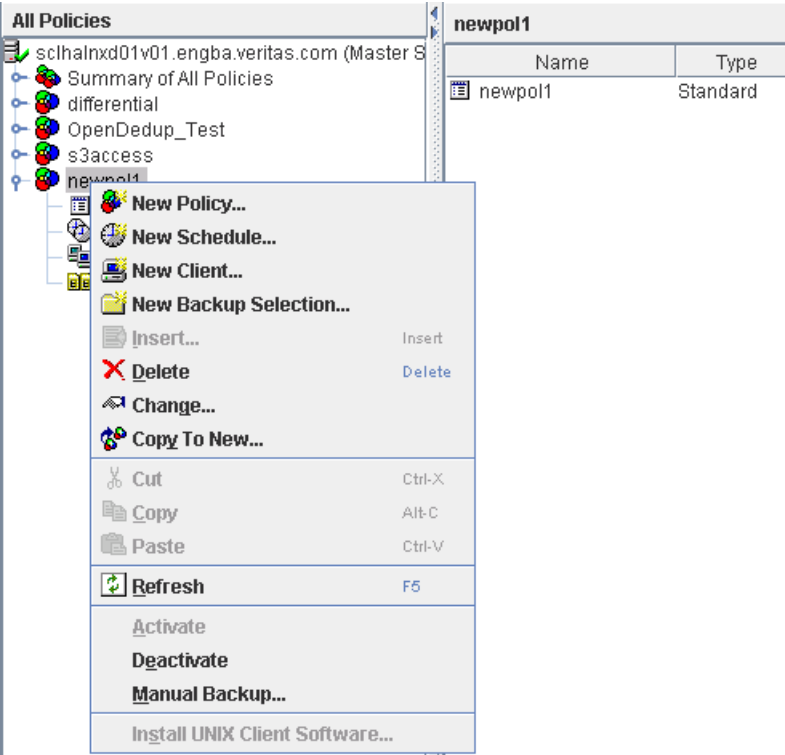 All Policies
newpol1
sclhalnxd01v01.engba.veritas.com (Master S
Name Type
Summary of All Policies
newpol1 Standard
differential
OpenDedup_Test
s3access
newpol1
New Policy...
New Schedule...
New Client...
New Backup Selection...
Insert... Insert
Delete Delete
Change...
Copy To New...
Cut Ctrl-X
Copy Alt-C
Paste Ctrl-V
Refresh F5
Activate
Deactivate
Manual Backup...
Install UNIX Client Software...